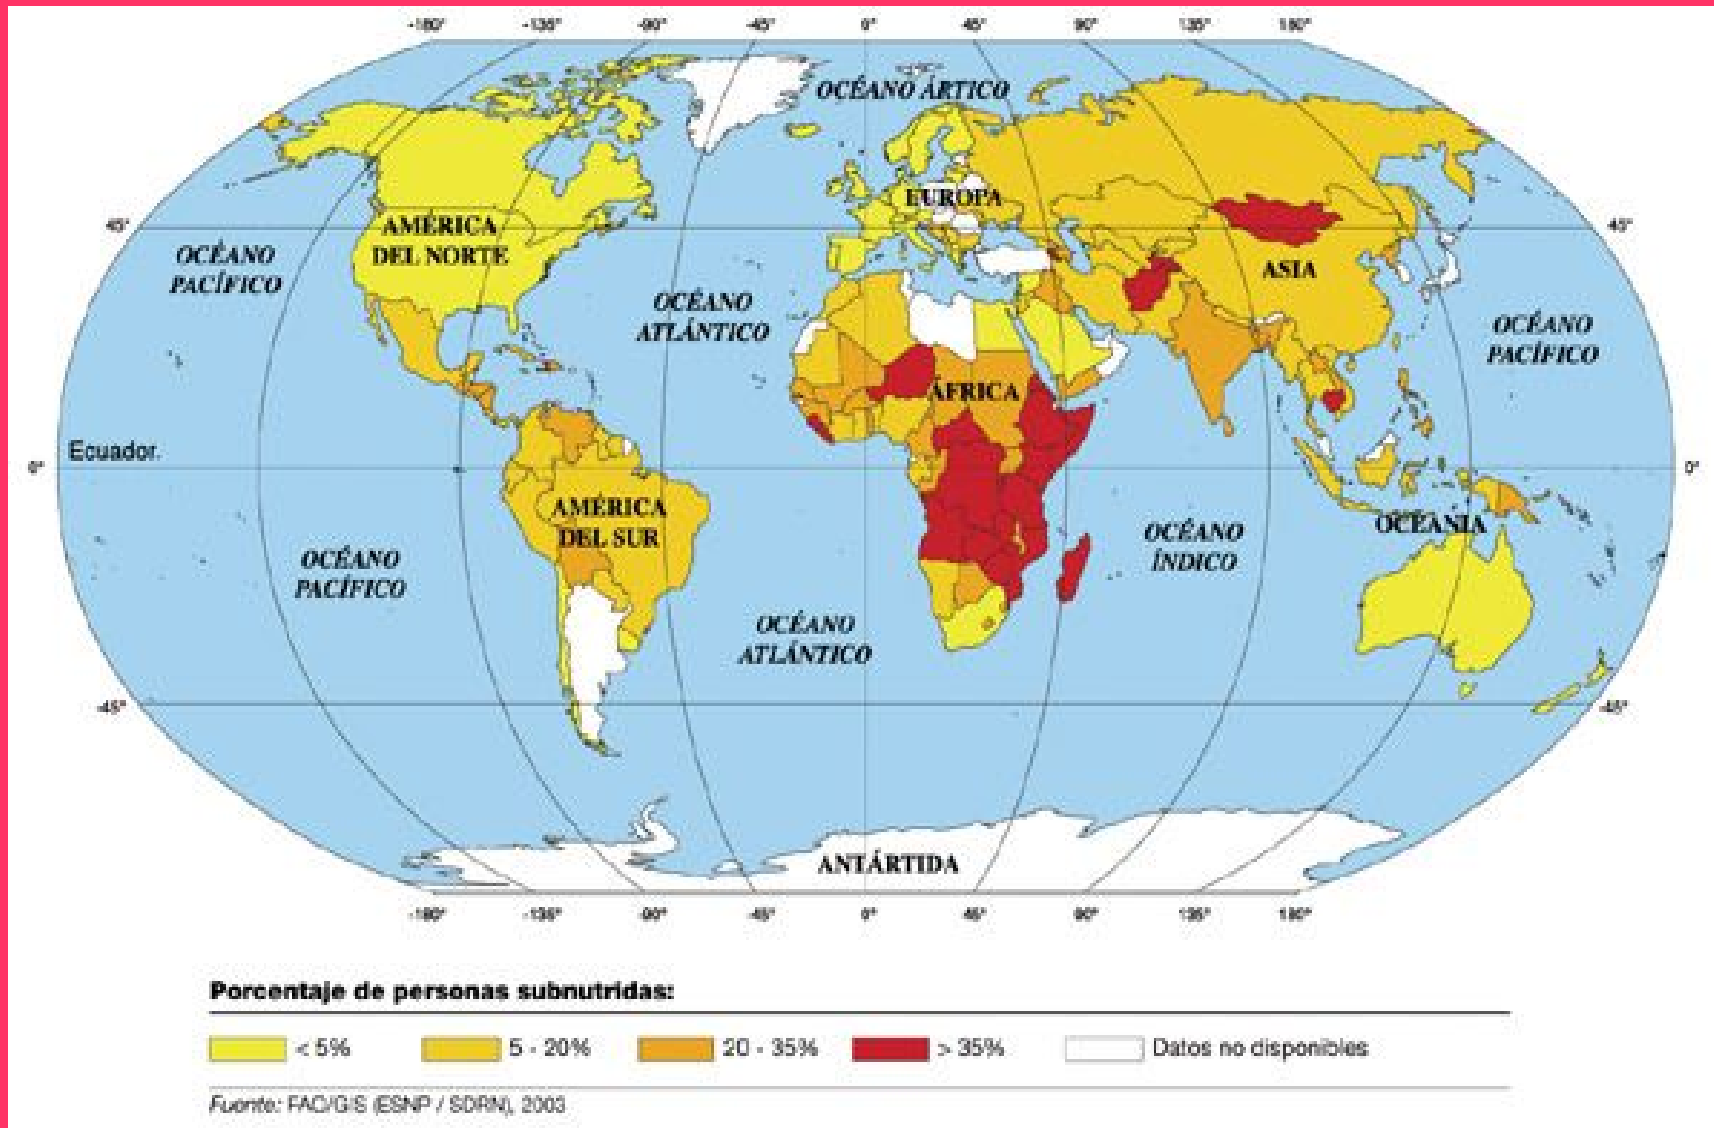 -180° -135° -90° -45° 0° 45° 90° 135° 180°
OCÉANO ÁRTICO
EUROPA
45° 45°
AMÉRICA
DEL NORTE
OCÉANO
PACÍFICO
ASIA
OCÉANO
ATLÁNTICO
OCÉANO
PACÍFICO
ÁFRICA
Ecuador.
0° 0°
AMÉRICA
DEL SUR
OCEANÍA
OCÉANO
ÍNDICO
OCÉANO
PACÍFICO
OCÉANO
ATLÁNTICO
-45° -45°
ANTÁRTIDA
-180° -135° -90° -45° 0° 45° 90° 135° 180°
Porcentaje de personas subnutridas:
< 5% 5 - 20% 20 - 35% > 35% Datos no disponibles
Fuente: FAO/GIS (ESNP / SDRN), 2003